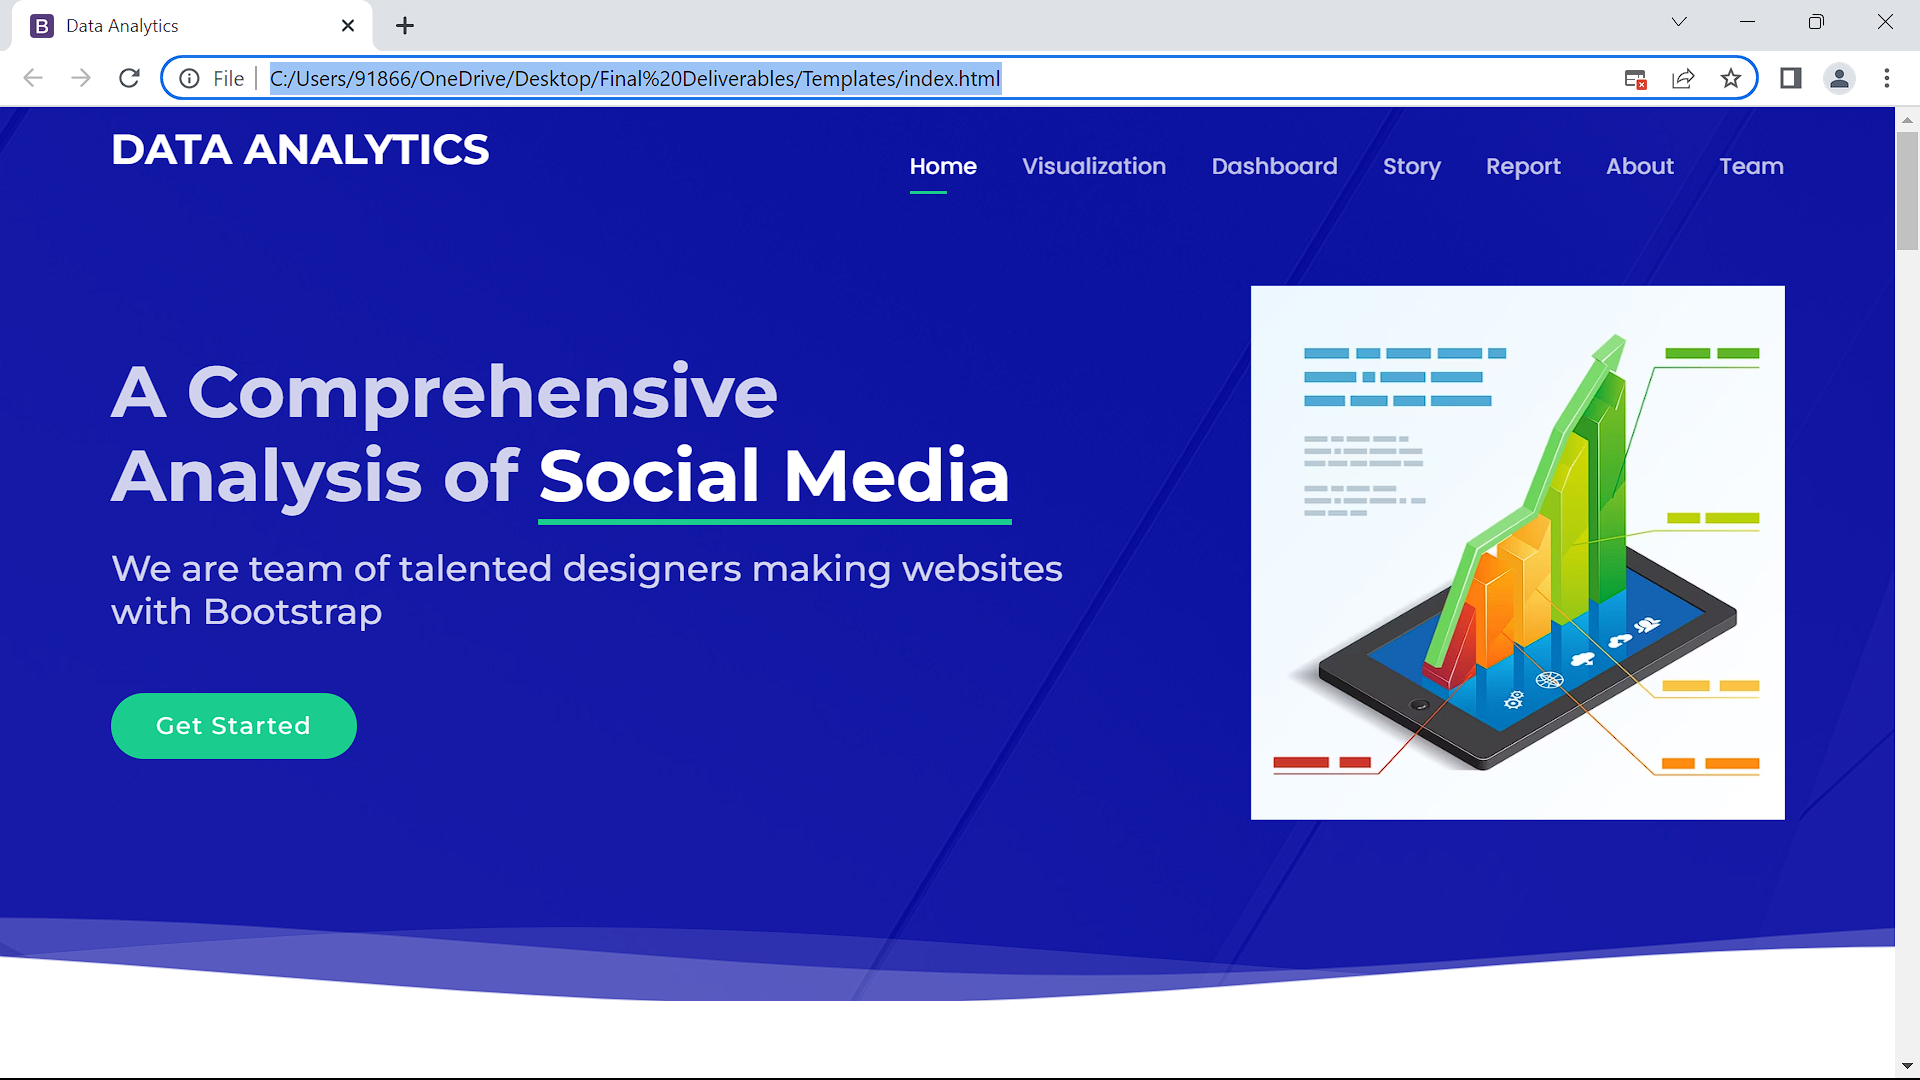 Data Analytics
File
C:/Users/91866/OneDrive/Desktop/Final%20Deliverables/Templates/index.html
DATA ANALYTICS
Home Visualization Dashboard Story Report About Team
A Comprehensive
Analysis of Social Media
We are team of talented designers making websites
with Bootstrap
Get Started